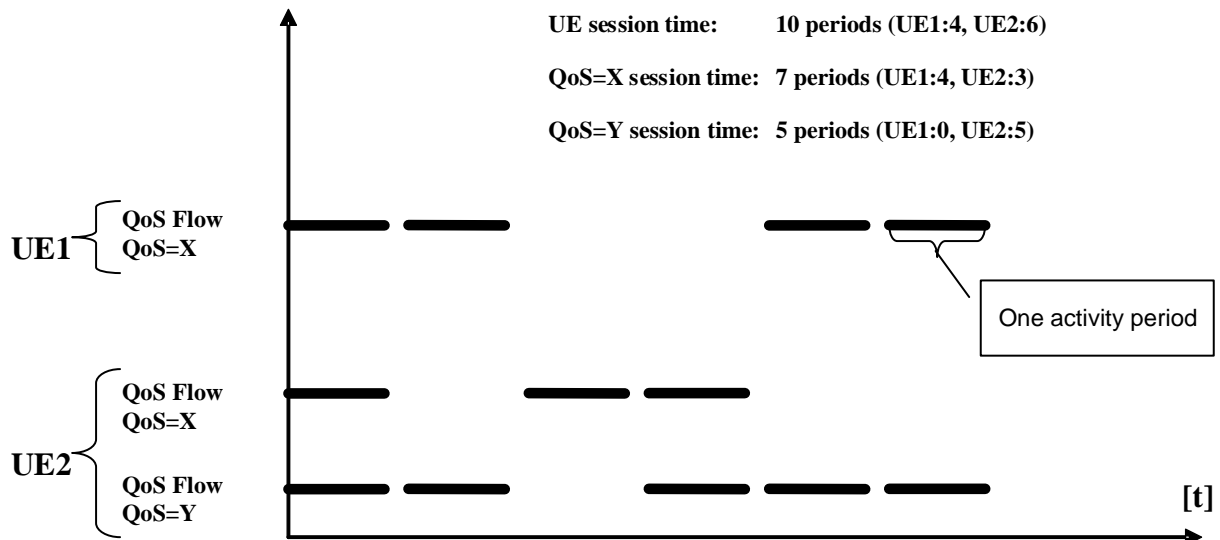 UE session time: 10 periods (UE1:4, UE2:6)
QoS=X session time: 7 periods (UE1:4, UE2:3)
QoS=Y session time: 5 periods (UE1:0, UE2:5)
UE1
QoS Flow
QoS=X
One activity period
UE2
QoS Flow
QoS=X
QoS Flow
QoS=Y
[t]